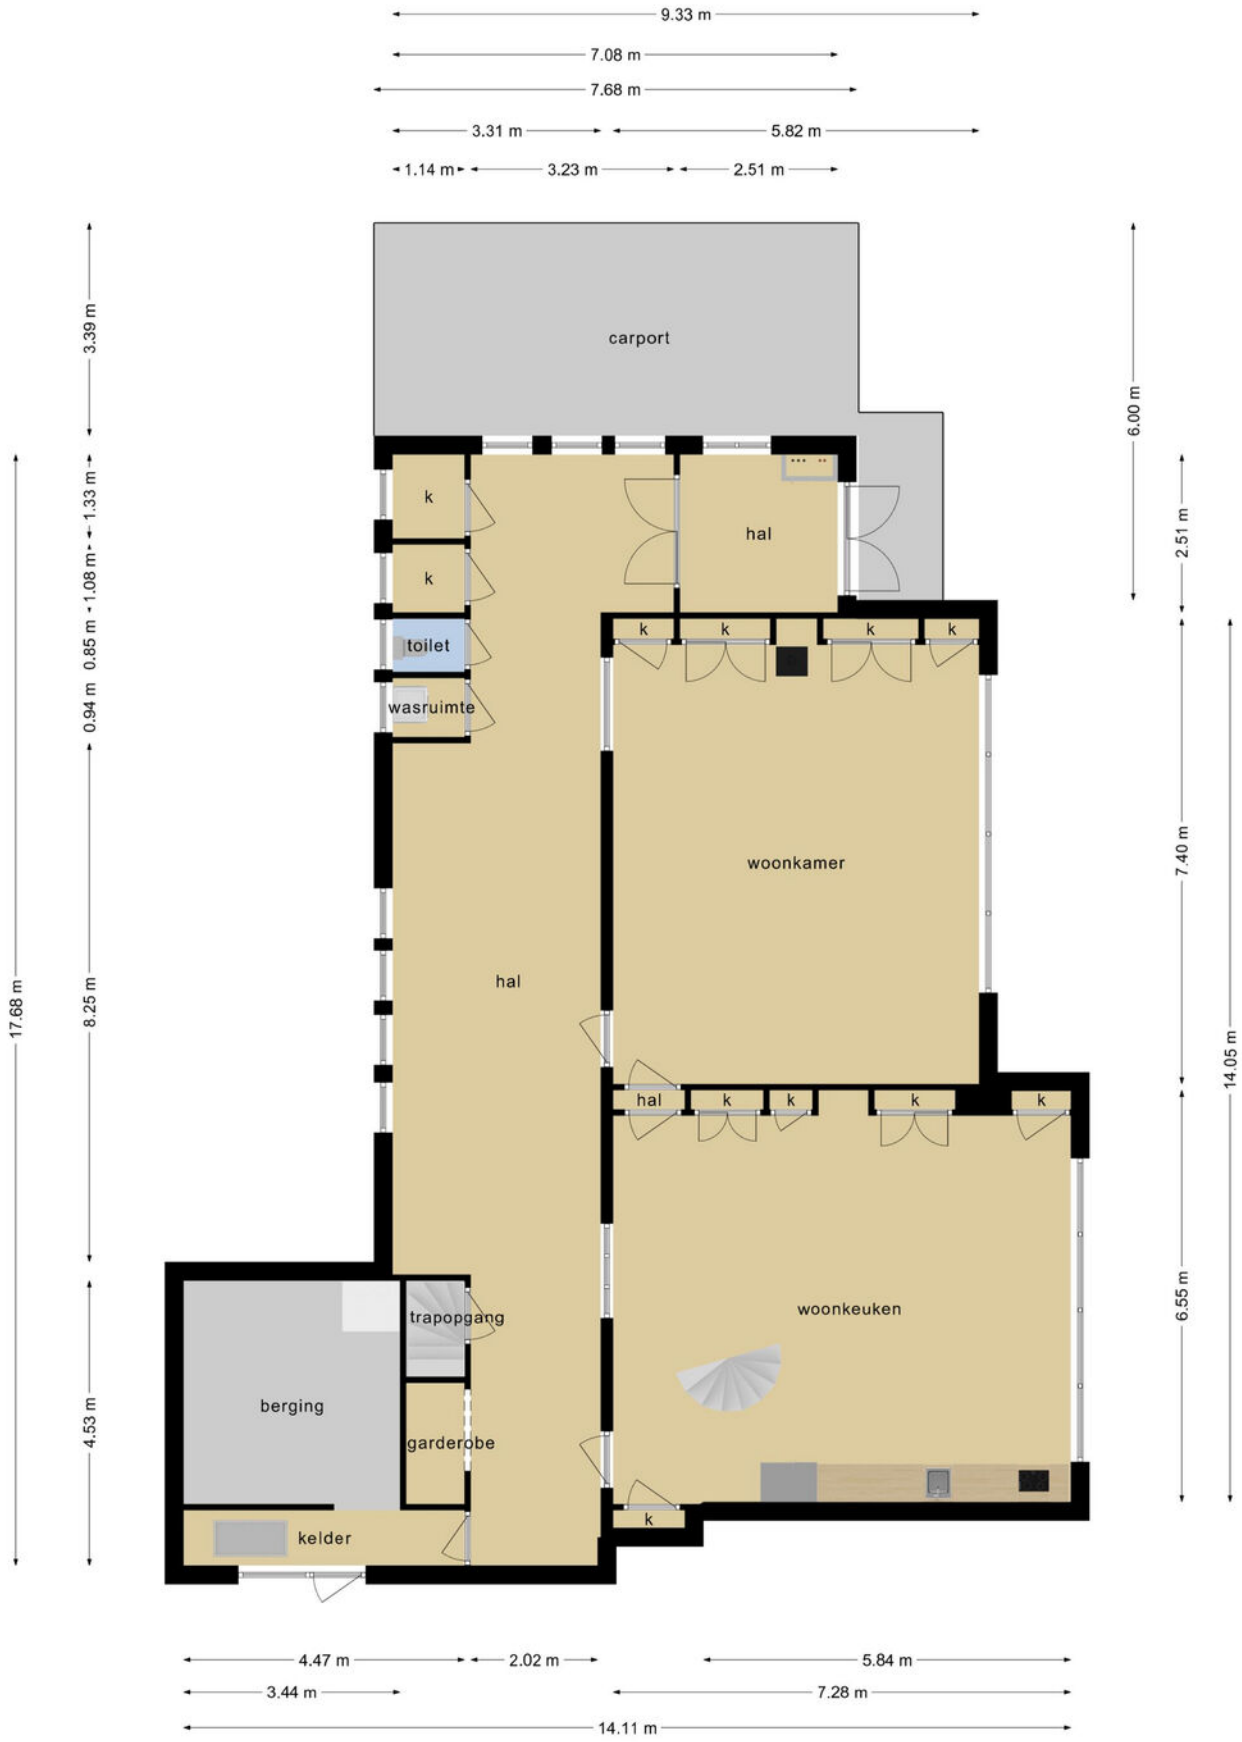 9.33 m
7.08 m
7.68 m
3.31 m
5.82 m
1.14 m
3.23 m
2.51 m
3.39 m
6.00 m
carport
17.68 m
1.33 m
1.08 m
0.85 m
0.94 m
8.25 m
4.53 m
2.51 m
7.40 m
14.05 m
6.55 m
k
hal
k
toilet
wasruimte
k
k
k
k
woonkamer
hal
hal
k
k
k
k
trapopgang
woonkeuken
berging
garderobe
k
kelder
4.47 m
2.02 m
5.84 m
3.44 m
7.28 m
14.11 m